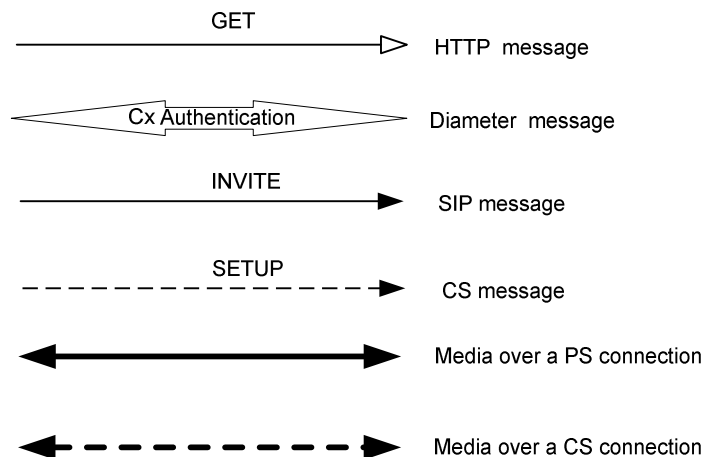 GET
HTTP message
Cx Authentication
Diameter message
INVITE
SIP message
SETUP
CS message
Media over a PS connection
Media over a CS connection